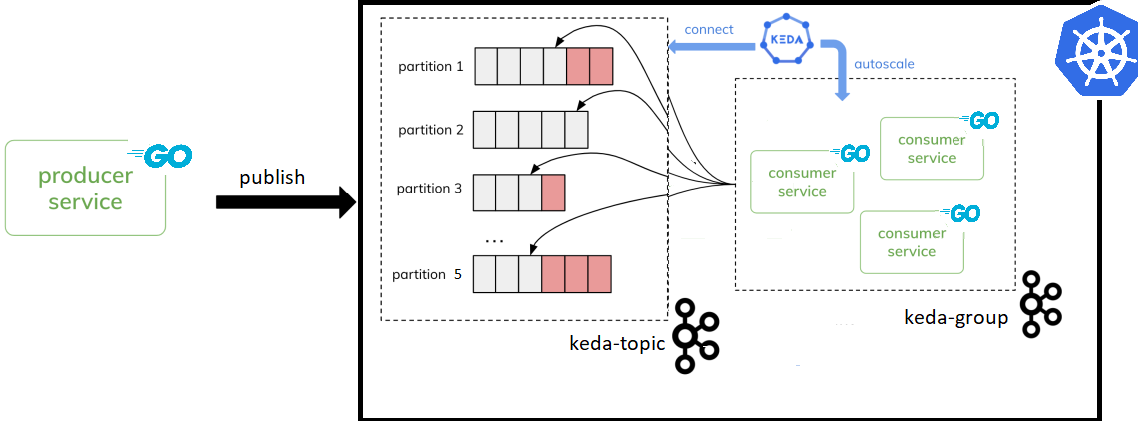 connect
KEDA
autoscale
partition 1
partition 2
partition 3
...
partition 5
GO
producer
service
publish
GO
consumer
service
GO
consumer
service
GO
consumer
service
keda-topic
keda-group